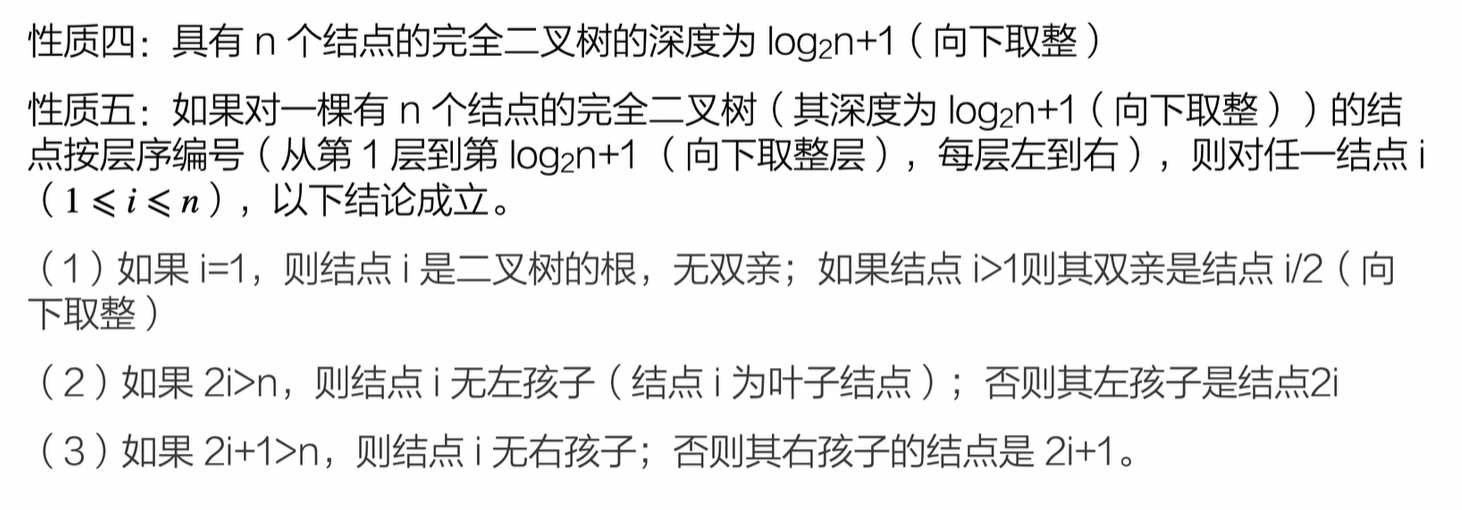 性质四：具有 n 个结点的完全二叉树的深度为 log₂n+1（向下取整）
性质五：如果对一棵有 n 个结点的完全二叉树（其深度为 log₂n+1（向下取整））的结
点按层序编号（从第 1 层到第 log₂n+1 （向下取整层），每层左到右），则对任一结点 i
（1 ⩽ i ⩽ n），以下结论成立。
（1）如果 i=1，则结点 i 是二叉树的根，无双亲；如果结点 i>1则其双亲是结点 i/2（向
下取整）
（2）如果 2i>n，则结点 i 无左孩子（结点 i 为叶子结点）；否则其左孩子是结点2i
（3）如果 2i+1>n，则结点 i 无右孩子；否则其右孩子的结点是 2i+1。